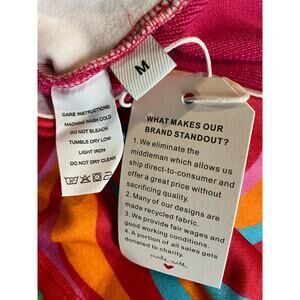 M
CARE INSTRUCTIONS:
MACHINE WASH COLD
DO NOT BLEACH
TUMBLE DRY LOW
LIGHT IRON
DO NOT DRY CLEAN
WHAT MAKES OUR
BRAND STANDOUT?
1. We eliminate the
middleman which allows us
ship direct-to-consumer and
offer a great price without
sacrificing quality.
2. Many of our designs are
made recycled fabric.
3. We provide fair wages and
good working conditions.
4. A portion of all sales gets
donated to charity.
made with